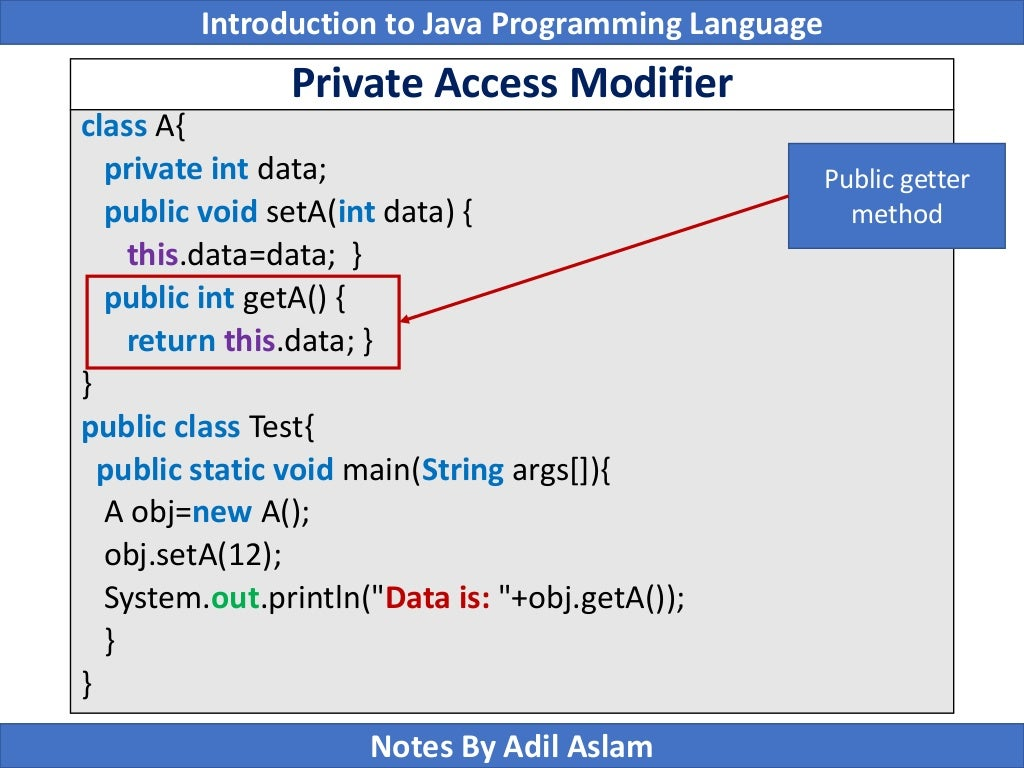 Introduction to Java Programming Language
Private Access Modifier
class A{
private int data;
public void setA(int data) {
this.data=data;  }
public int getA() {
return this.data; }
}
public class Test{
public static void main(String args[]){
A obj=new A();
obj.setA(12);
System.out.println("Data is: "+obj.getA());
}
}
Public getter
method
Notes By Adil Aslam